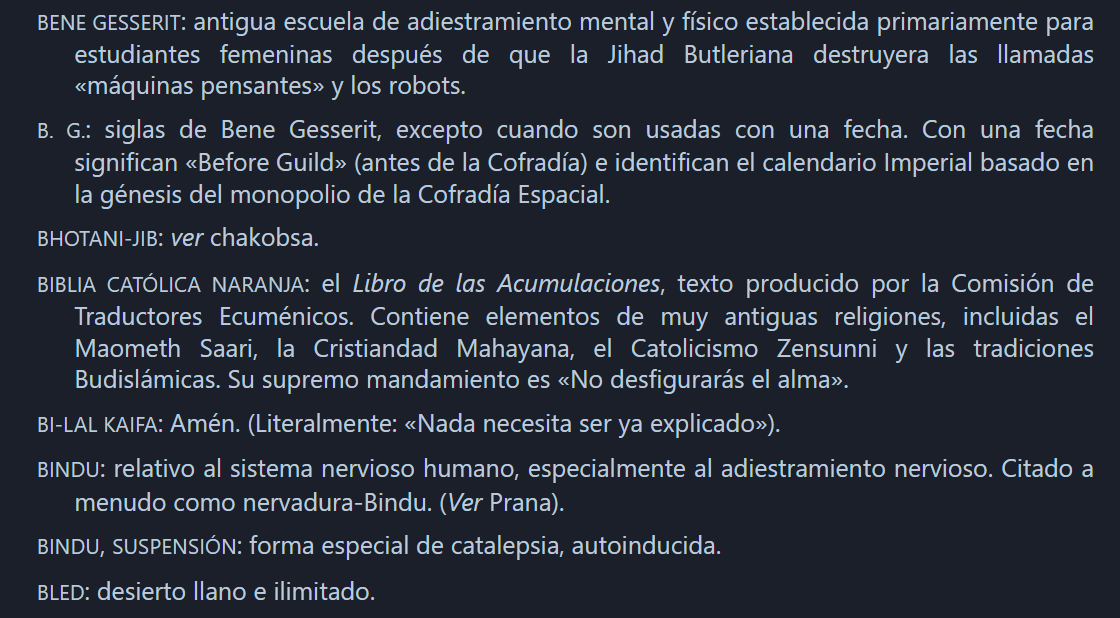 BENE GESSERIT: antigua escuela de adiestramiento mental y físico establecida primariamente para
estudiantes femeninas después de que la Jihad Butleriana destruyera las llamadas
«máquinas pensantes» y los robots.
B. G.: siglas de Bene Gesserit, excepto cuando son usadas con una fecha. Con una fecha
significan «Before Guild» (antes de la Cofradía) e identifican el calendario Imperial basado en
la génesis del monopolio de la Cofradía Espacial.
BHOTANI-JIB: ver chakobsa.
BIBLIA CATÓLICA NARANJA: el Libro de las Acumulaciones, texto producido por la Comisión de
Traductores Ecuménicos. Contiene elementos de muy antiguas religiones, incluidas el
Maometh Saari, la Cristiandad Mahayana, el Catolicismo Zensunni y las tradiciones
Budislámicas. Su supremo mandamiento es «No desfigurarás el alma».
BI-LAL KAIFA: Amén. (Literalmente: «Nada necesita ser ya explicado»).
BINDU: relativo al sistema nervioso humano, especialmente al adiestramiento nervioso. Citado a
menudo como nervadura-Bindu. (Ver Prana).
BINDU, SUSPENSIÓN: forma especial de catalepsia, autoinducida.
BLED: desierto llano e ilimitado.